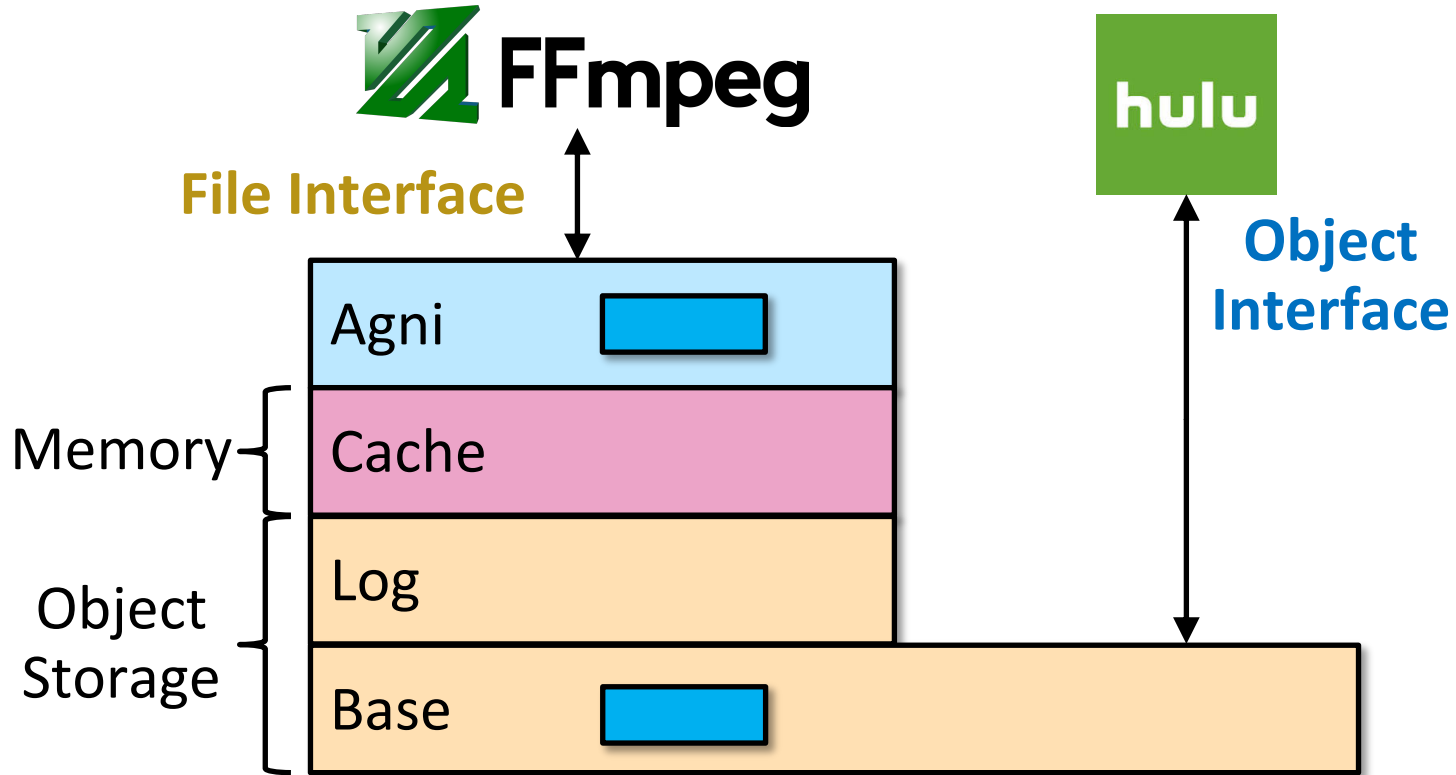 FFmpeg
hulu
File Interface
Object
Interface
Agni
Memory
Cache
Log
Object
Storage
Base